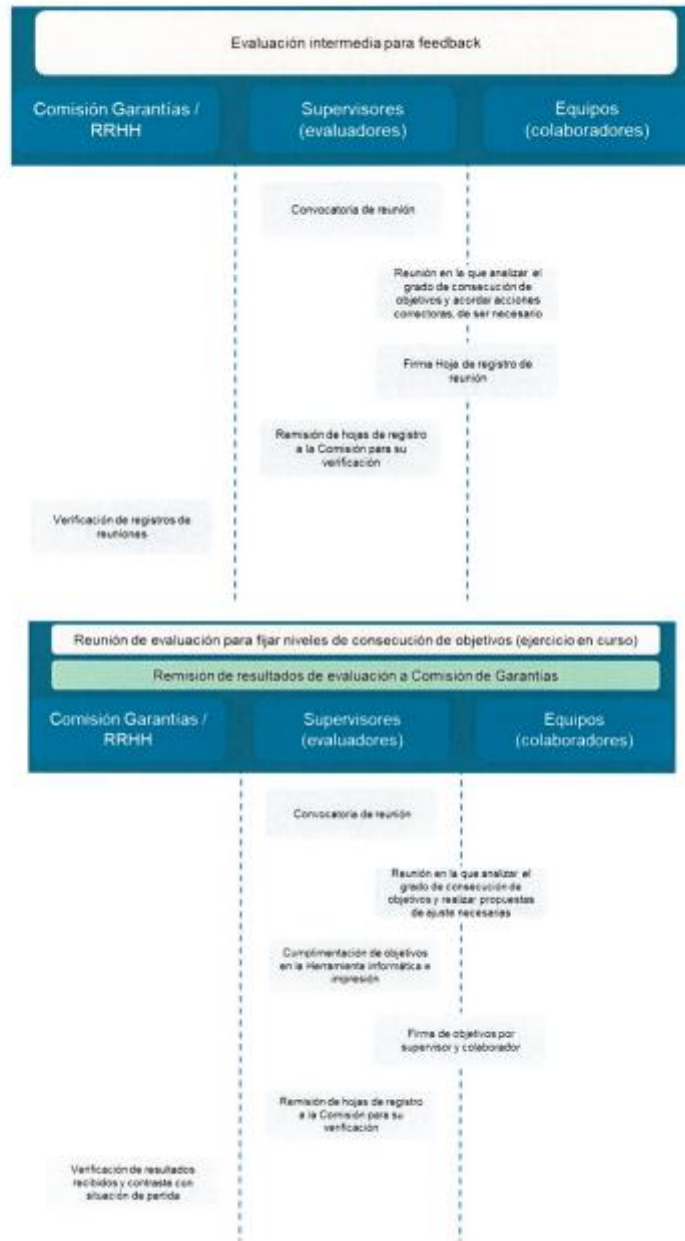 Evaluación intermedia para feedback
Comisión Garantías /
RRHH
Supervisores
(evaluadores)
Equipos
(colaboradores)
Convocatoria de reunión
Reunión en la que analizar el
grado de consecución de
objetivos y acordar acciones
correctoras, de ser necesario
Firma Hoja de registro de
reunión
Remisión de hojas de registro
a la Comisión para su
verificación
Verificación de registros de
reuniones
Reunión de evaluación para fijar niveles de consecución de objetivos (ejercicio en curso)
Remisión de resultados de evaluación a Comisión de Garantías
Comisión Garantías /
RRHH
Supervisores
(evaluadores)
Equipos
(colaboradores)
Convocatoria de reunión
Reunión en la que analizar el
grado de consecución de
objetivos y realizar propuestas
de ajuste necesarias
Cumplimentación de objetivos
en la Herramienta informática e
impresión
Firma de objetivos por
supervisor y colaborador
Remisión de hojas de registro
a la Comisión para su
verificación
Verificación de resultados
recibidos y contraste con
situación de partida